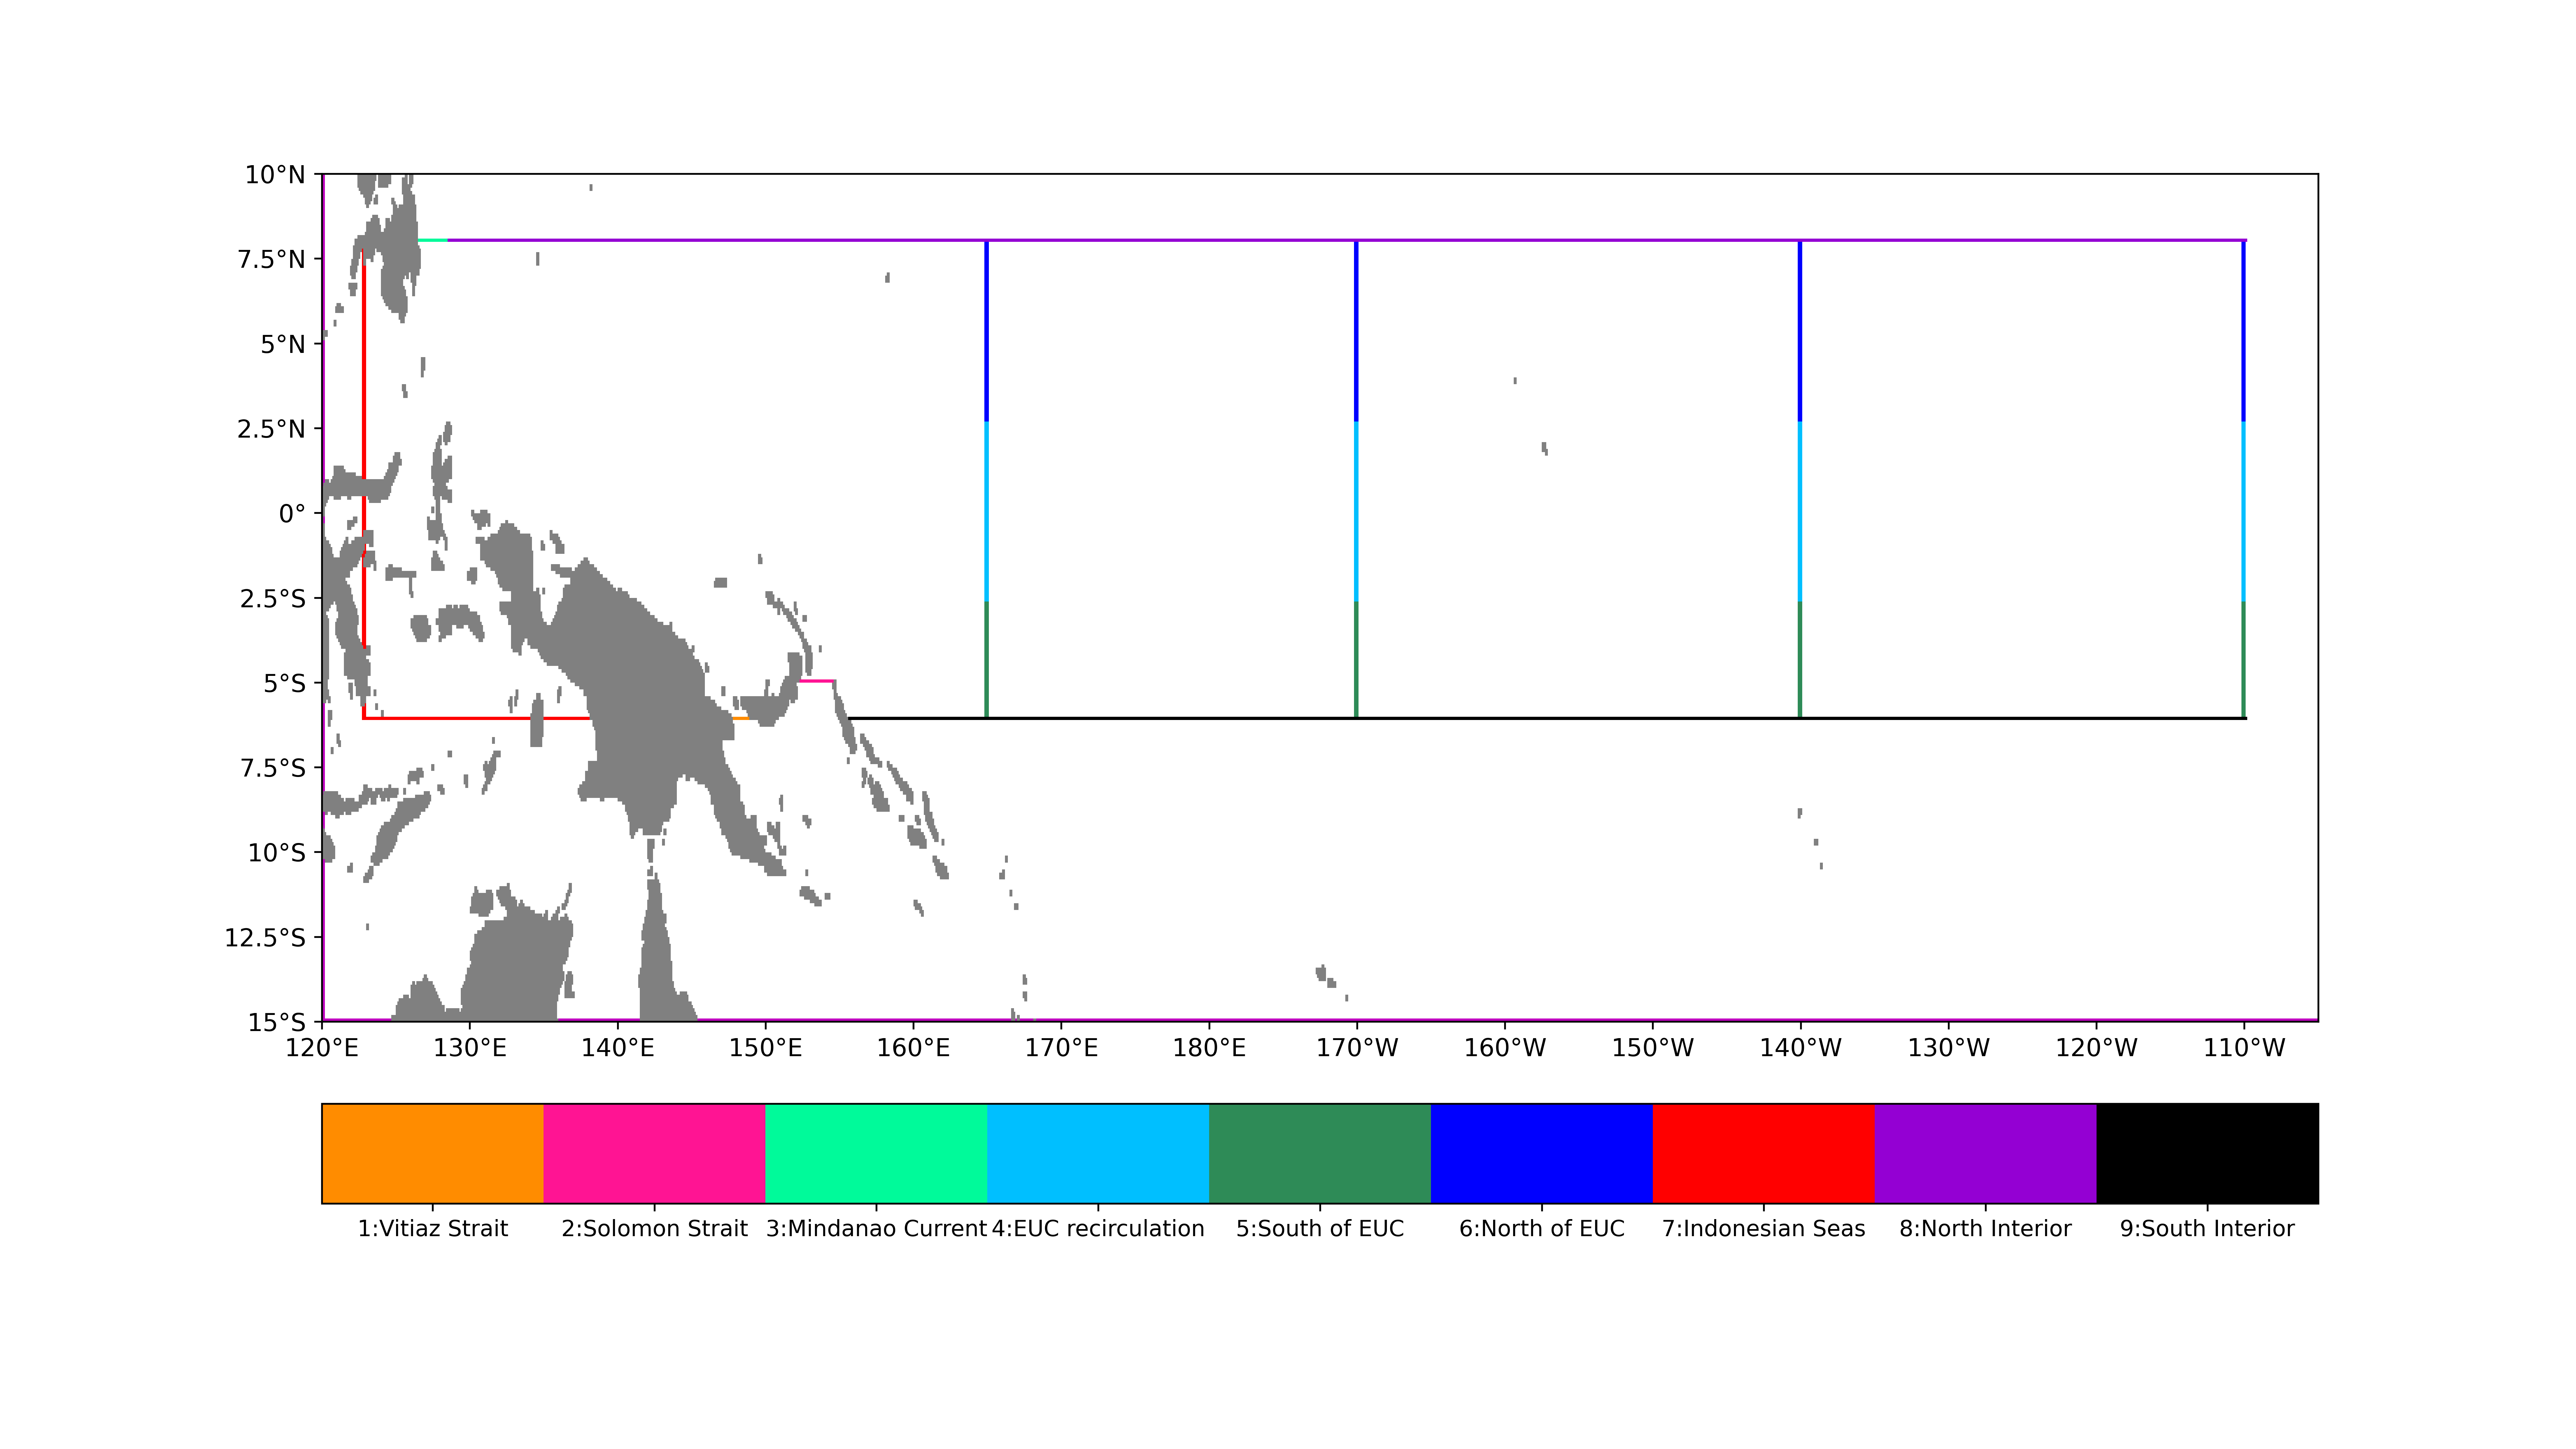 10°N
7.5°N
5°N
2.5°N
0°
2.5°S
5°S
7.5°S
10°S
12.5°S
15°S
120°E 130°E 140°E 150°E 160°E 170°E 180°E 170°W 160°W 150°W 140°W 130°W 120°W 110°W
1:Vitiaz Strait 2:Solomon Strait 3:Mindanao Current 4:EUC recirculation 5:South of EUC 6:North of EUC 7:Indonesian Seas 8:North Interior 9:South Interior